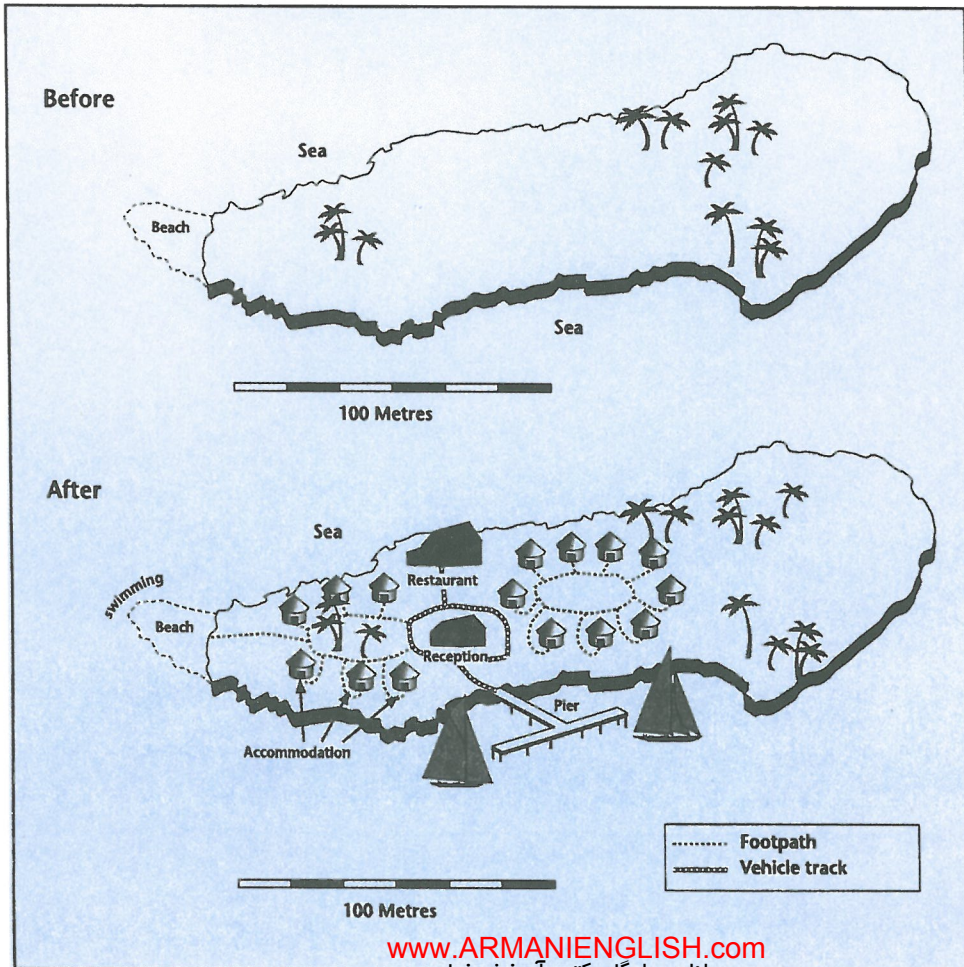 Before
Sea
Beach
Sea
100 Metres
After
Sea
swimming
Beach
Restaurant
Reception
Pier
Accommodation
Footpath
Vehicle track
100 Metres
www.ARMANIENGLISH.com